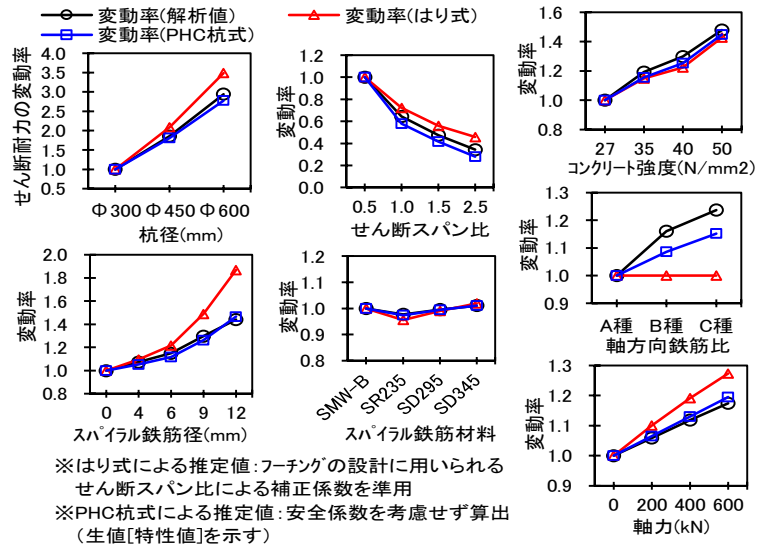 変動率(解析値)
変動率(はり式)
変動率(PHC杭式)
せん断耐力の変動率
4.0
3.5
3.0
2.5
2.0
1.5
1.0
0.5
Φ300 Φ450 Φ600
杭径(mm)
変動率
1.2
1.0
0.8
0.6
0.4
0.2
0.0
0.5 1.0 1.5 2.5
せん断スパン比
変動率
1.6
1.4
1.2
1.0
0.8
27 35 40 50
コンクリート強度(N/mm2)
変動率
1.3
1.2
1.1
1.0
0.9
A種 B種 C種
軸方向鉄筋比
変動率
2.0
1.8
1.6
1.4
1.2
1.0
0.8
0 4 6 9 12
スパイラル鉄筋径(mm)
変動率
1.2
1.1
1.0
0.9
0.8
SMW-B SR235 SD295 SD345
スパイラル鉄筋材料
変動率
1.3
1.2
1.1
1.0
0.9
0 200 400 600
軸力(kN)
※はり式による推定値:フーチングの設計に用いられる
せん断スパン比による補正係数を準用
※PHC杭式による推定値:安全係数を考慮せず算出
(生値[特性値]を示す)